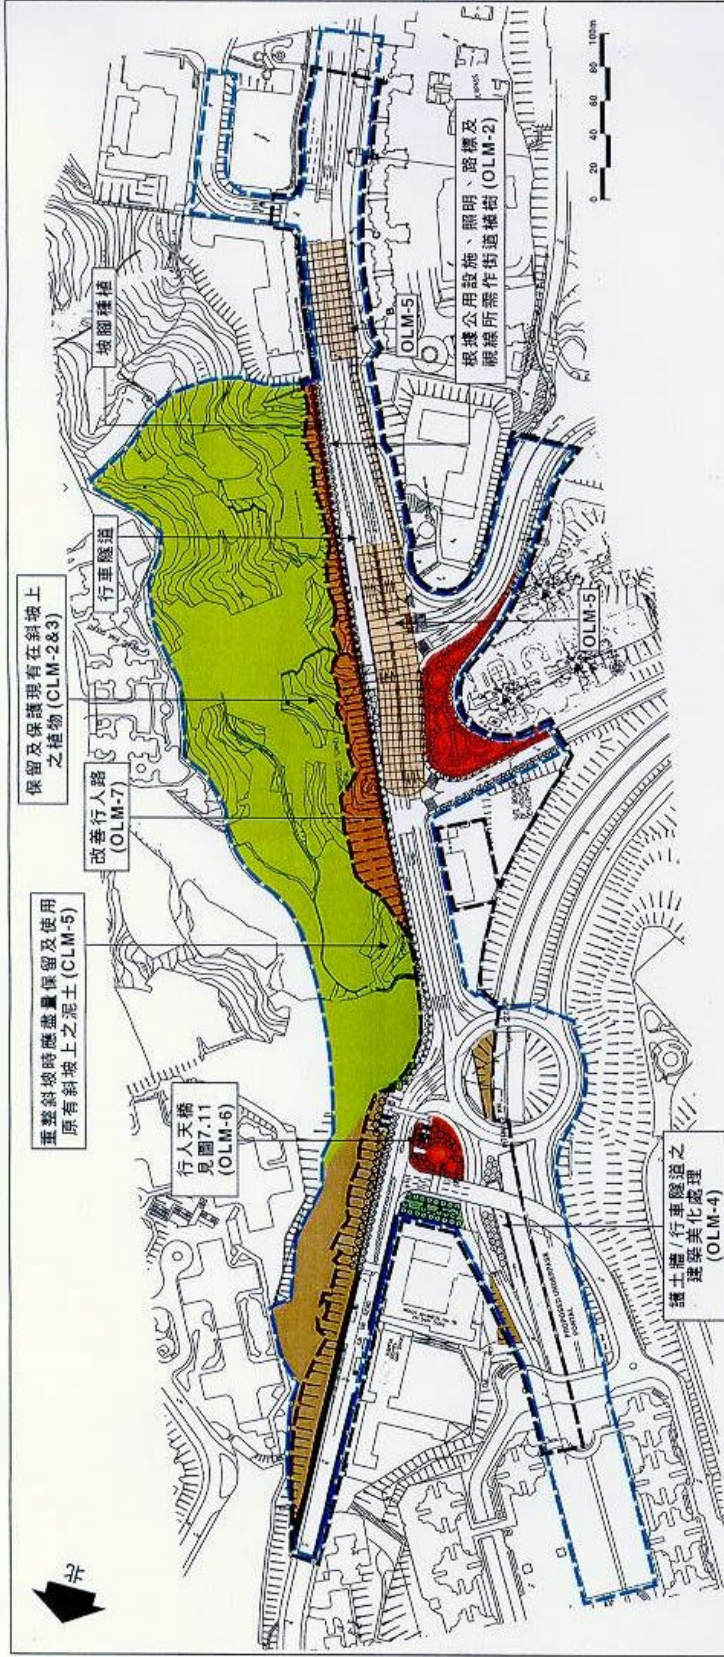 北
重整斜坡時應盡量保留及使用
原有斜坡上之泥土 (CLM-5)
保留及保護現有在斜坡上
之植物 (CLM-2&3)
行人天橋
見圖7.11
(OLM-6)
改善行人路
(OLM-7)
行車隧道
坡腳種植
護土牆/行車隧道之
建築美化處理
(OLM-4)
OLM-5
OLM-5
根據公用設施、照明、路標及
視線所需作街道植樹 (OLM-2)
PROPOSED UNDERPASS
0 20 40 60 80 100m